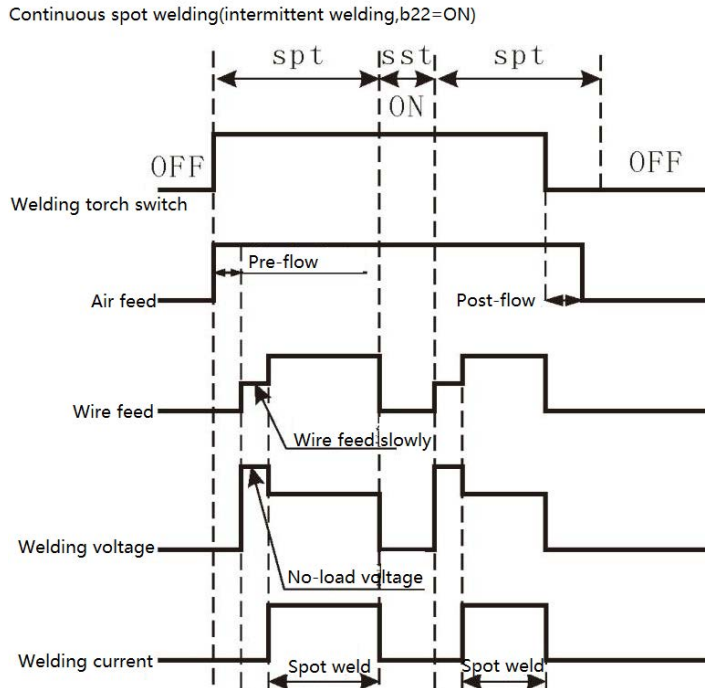 Continuous spot welding(intermittent welding,b22=ON)
spt sst spt
ON
OFF OFF
Welding torch switch
Pre-flow
Air feed Post-flow
Wire feed
Wire feed slowly
Welding voltage
No-load voltage
Welding current Spot weld Spot weld